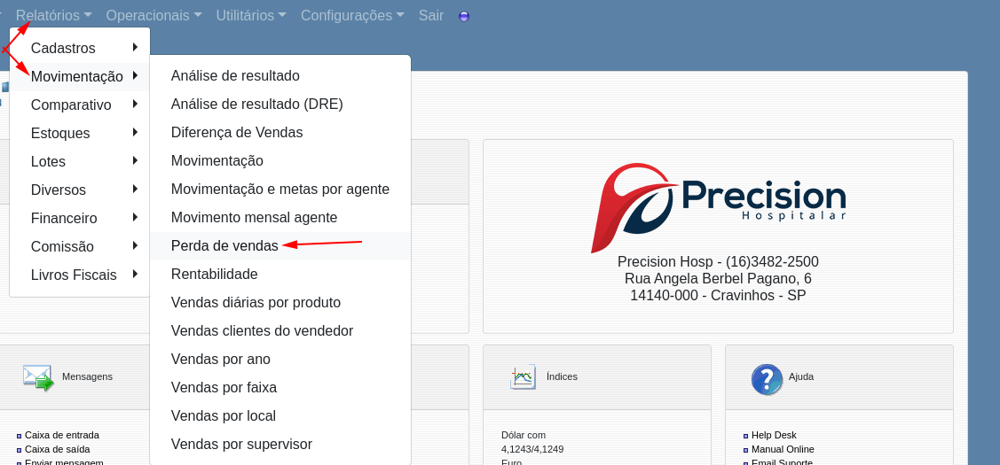 Relatórios Operacionais Utilitários Configurações Sair
Cadastros
Movimentação
Comparativo
Estoques
Lotes
Diversos
Financeiro
Comissão
Livros Fiscais
Análise de resultado
Análise de resultado (DRE)
Diferença de Vendas
Movimentação
Movimentação e metas por agente
Movimento mensal agente
Perda de vendas
Rentabilidade
Vendas diárias por produto
Vendas clientes do vendedor
Vendas por ano
Vendas por faixa
Vendas por local
Vendas por supervisor
Precision
Hospitalar
Precision Hosp - (16)3482-2500
Rua Angela Berbel Pagano, 6
14140-000 - Cravinhos - SP
Mensagens
Caixa de entrada
Caixa de saída
Enviar mensagem
Índices
Dólar com
4,1243/4,1249
Euro
Ajuda
Help Desk
Manual Online
Email Suporte